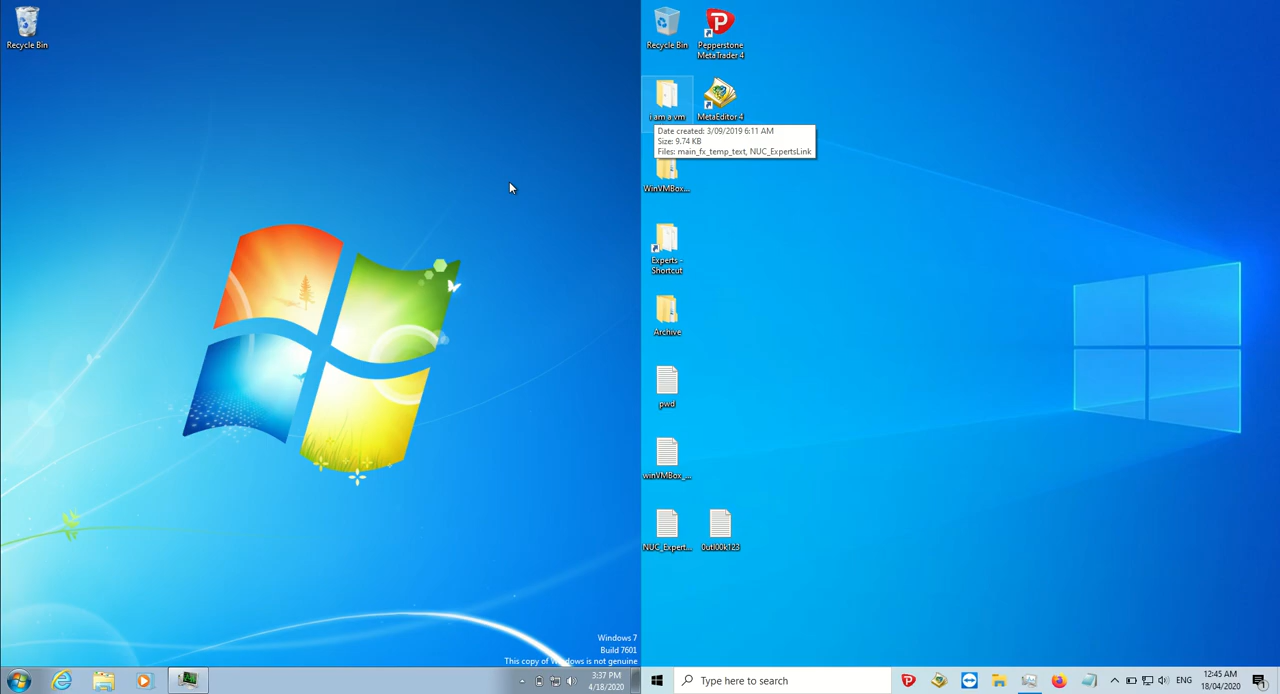 Recycle Bin
Windows 7
Build 7601
This copy of Windows is not genuine
3:37 PM
4/18/2020
Recycle Bin
Pepperstone
MetaTrader 4
i am a vm
MetaEditor 4
Date created: 3/09/2019 6:11 AM
Size: 9.74 KB
Files: main_fx_temp_text, NUC_ExpertsLink
WinVMBox...
Experts -
Shortcut
Archive
pwd
winVMBox_...
NUC_Expert...
0utl00k123
Type here to search
ENG
12:45 AM
18/04/2020
1